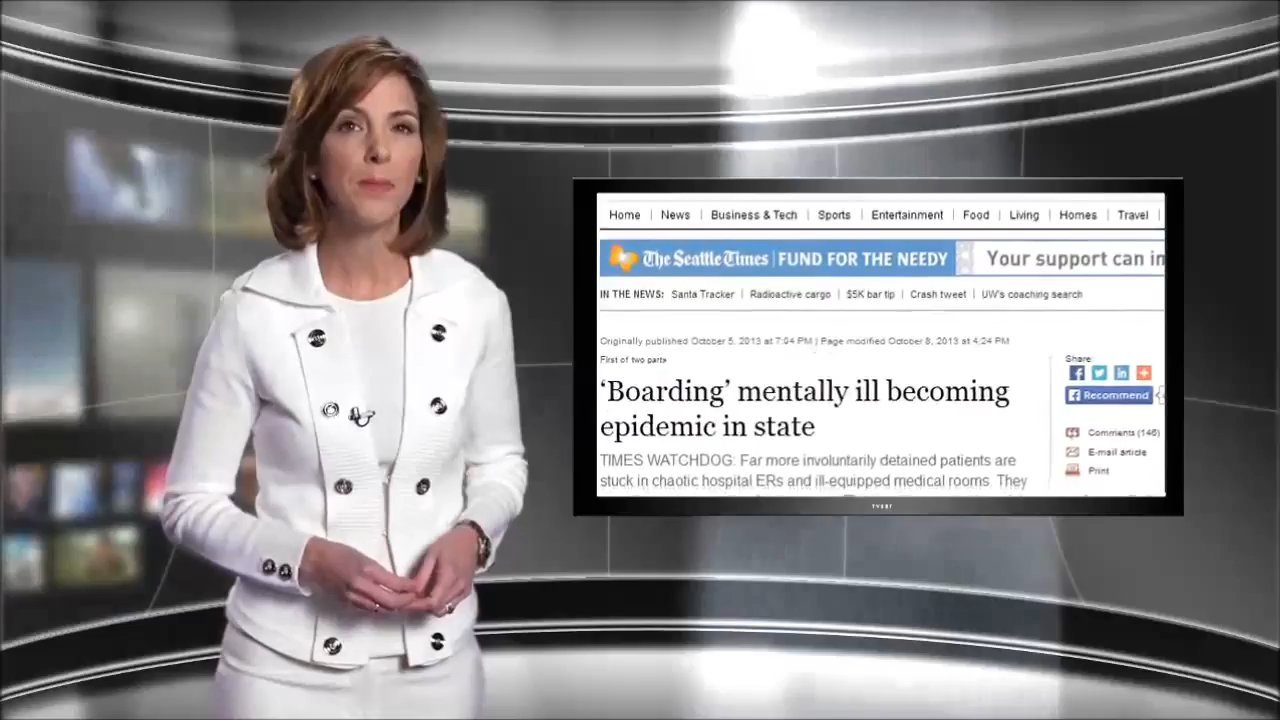 Home | News | Business & Tech | Sports | Entertainment | Food | Living | Homes | Travel |
The Seattle Times | FUND FOR THE NEEDY Your support can in
IN THE NEWS: Santa Tracker | Radioactive cargo | $5K bar tip | Crash tweet | UW's coaching search
Originally published October 5, 2013 at 7:04 PM | Page modified October 8, 2013 at 4:24 PM
First of two parts
‘Boarding’ mentally ill becoming
epidemic in state
TIMES WATCHDOG: Far more involuntarily detained patients are
stuck in chaotic hospital ERs and ill-equipped medical rooms. They
Share:
Recommend
Comments (146)
E-mail article
Print